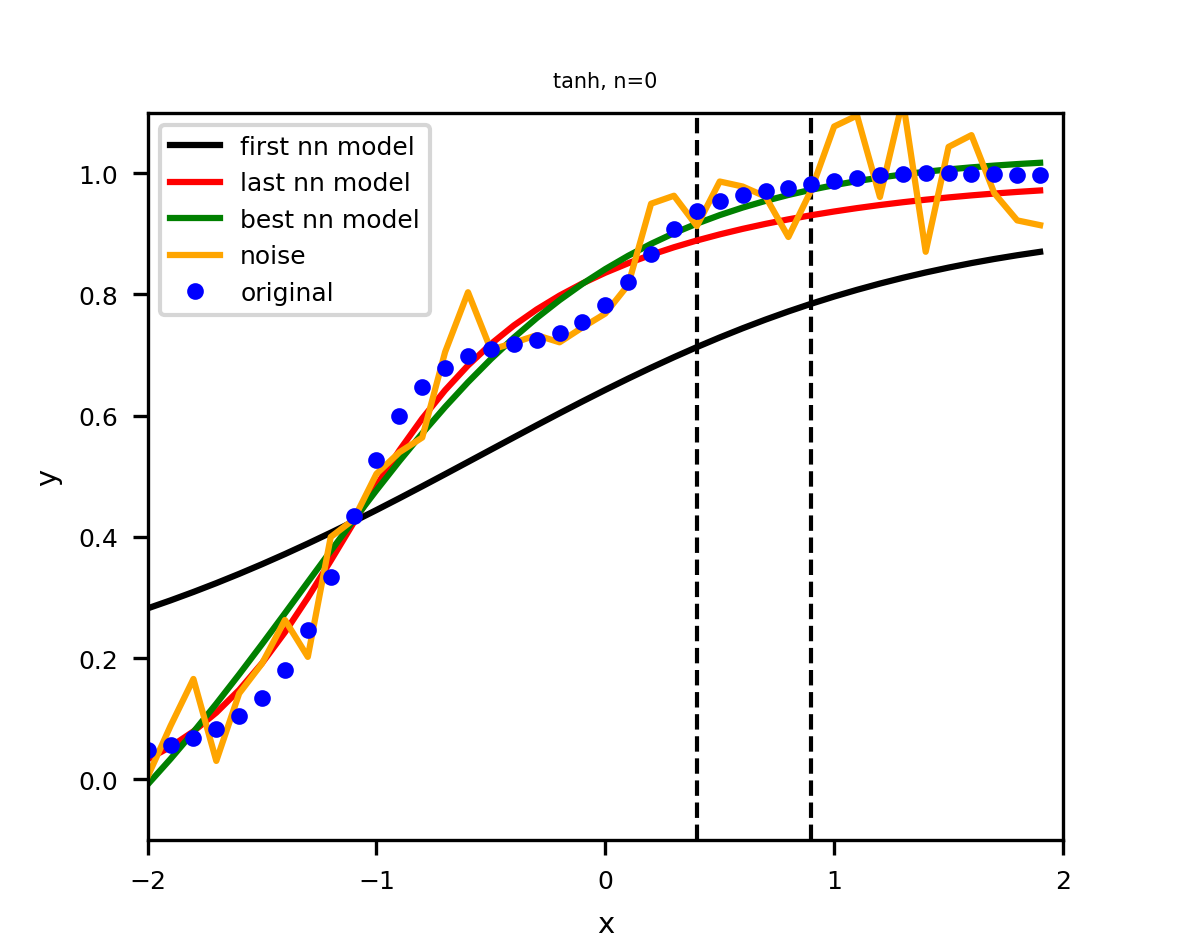 tanh, n=0
first nn model
last nn model
best nn model
noise
original
1.0
0.8
0.6
0.4
0.2
0.0
y
−2
−1
0
1
2
x